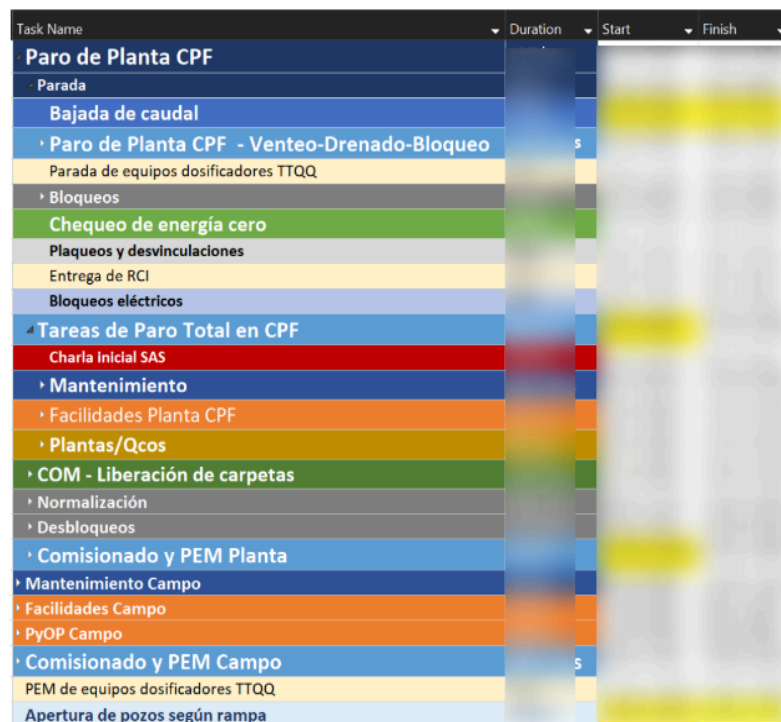 Task Name Duration Start Finish
Paro de Planta CPF
Parada
Bajada de caudal
Paro de Planta CPF - Venteo-Drenado-Bloqueo s
Parada de equipos dosificadores TTQQ
Bloqueos
Chequeo de energía cero
Plaqueos y desvinculaciones
Entrega de RCI
Bloqueos eléctricos
Tareas de Paro Total en CPF
Charla inicial SAS
Mantenimiento
Facilidades Planta CPF
Plantas/Qcos
COM - Liberación de carpetas
Normalización
Desbloqueos
Comisionado y PEM Planta
Mantenimiento Campo
Facilidades Campo
PyOP Campo
Comisionado y PEM Campo s
PEM de equipos dosificadores TTQQ
Apertura de pozos según rampa